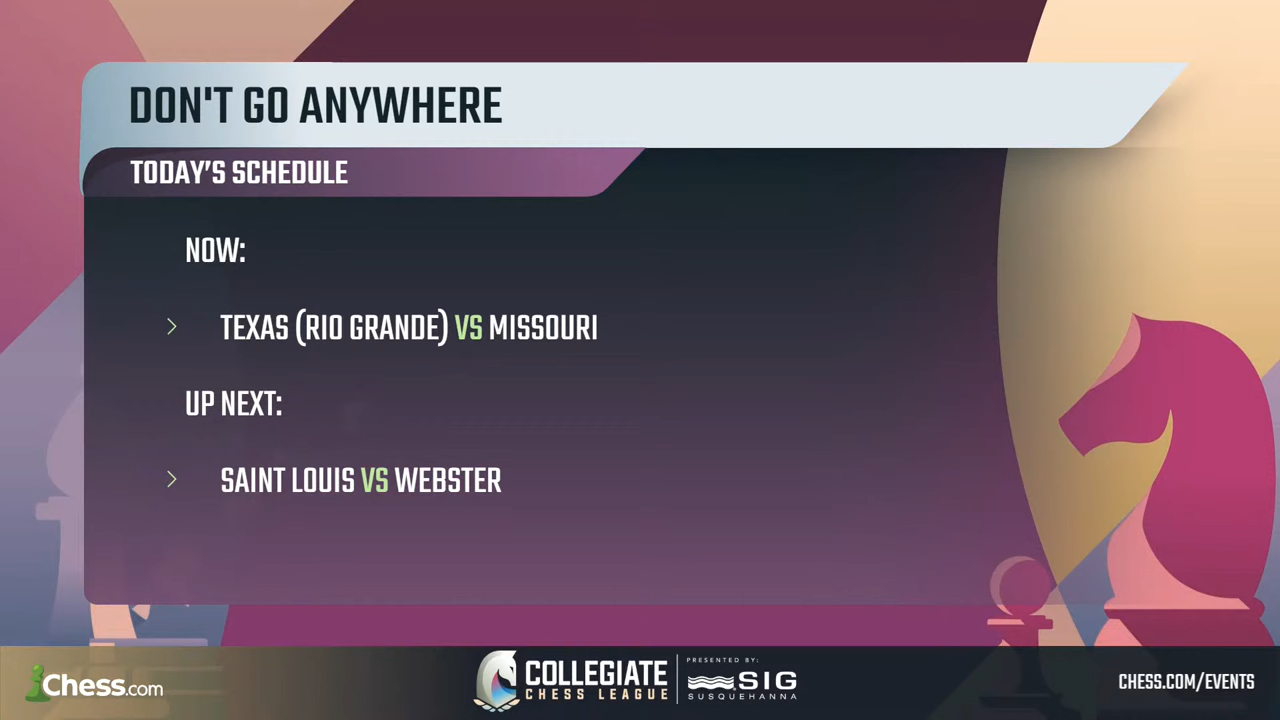 DON'T GO ANYWHERE
TODAY’S SCHEDULE
NOW:
TEXAS (RIO GRANDE) VS MISSOURI
UP NEXT:
SAINT LOUIS VS WEBSTER
Chess.com
COLLEGIATE
CHESS LEAGUE
PRESENTED BY:
SIG
SUSQUEHANNA
CHESS.COM/EVENTS